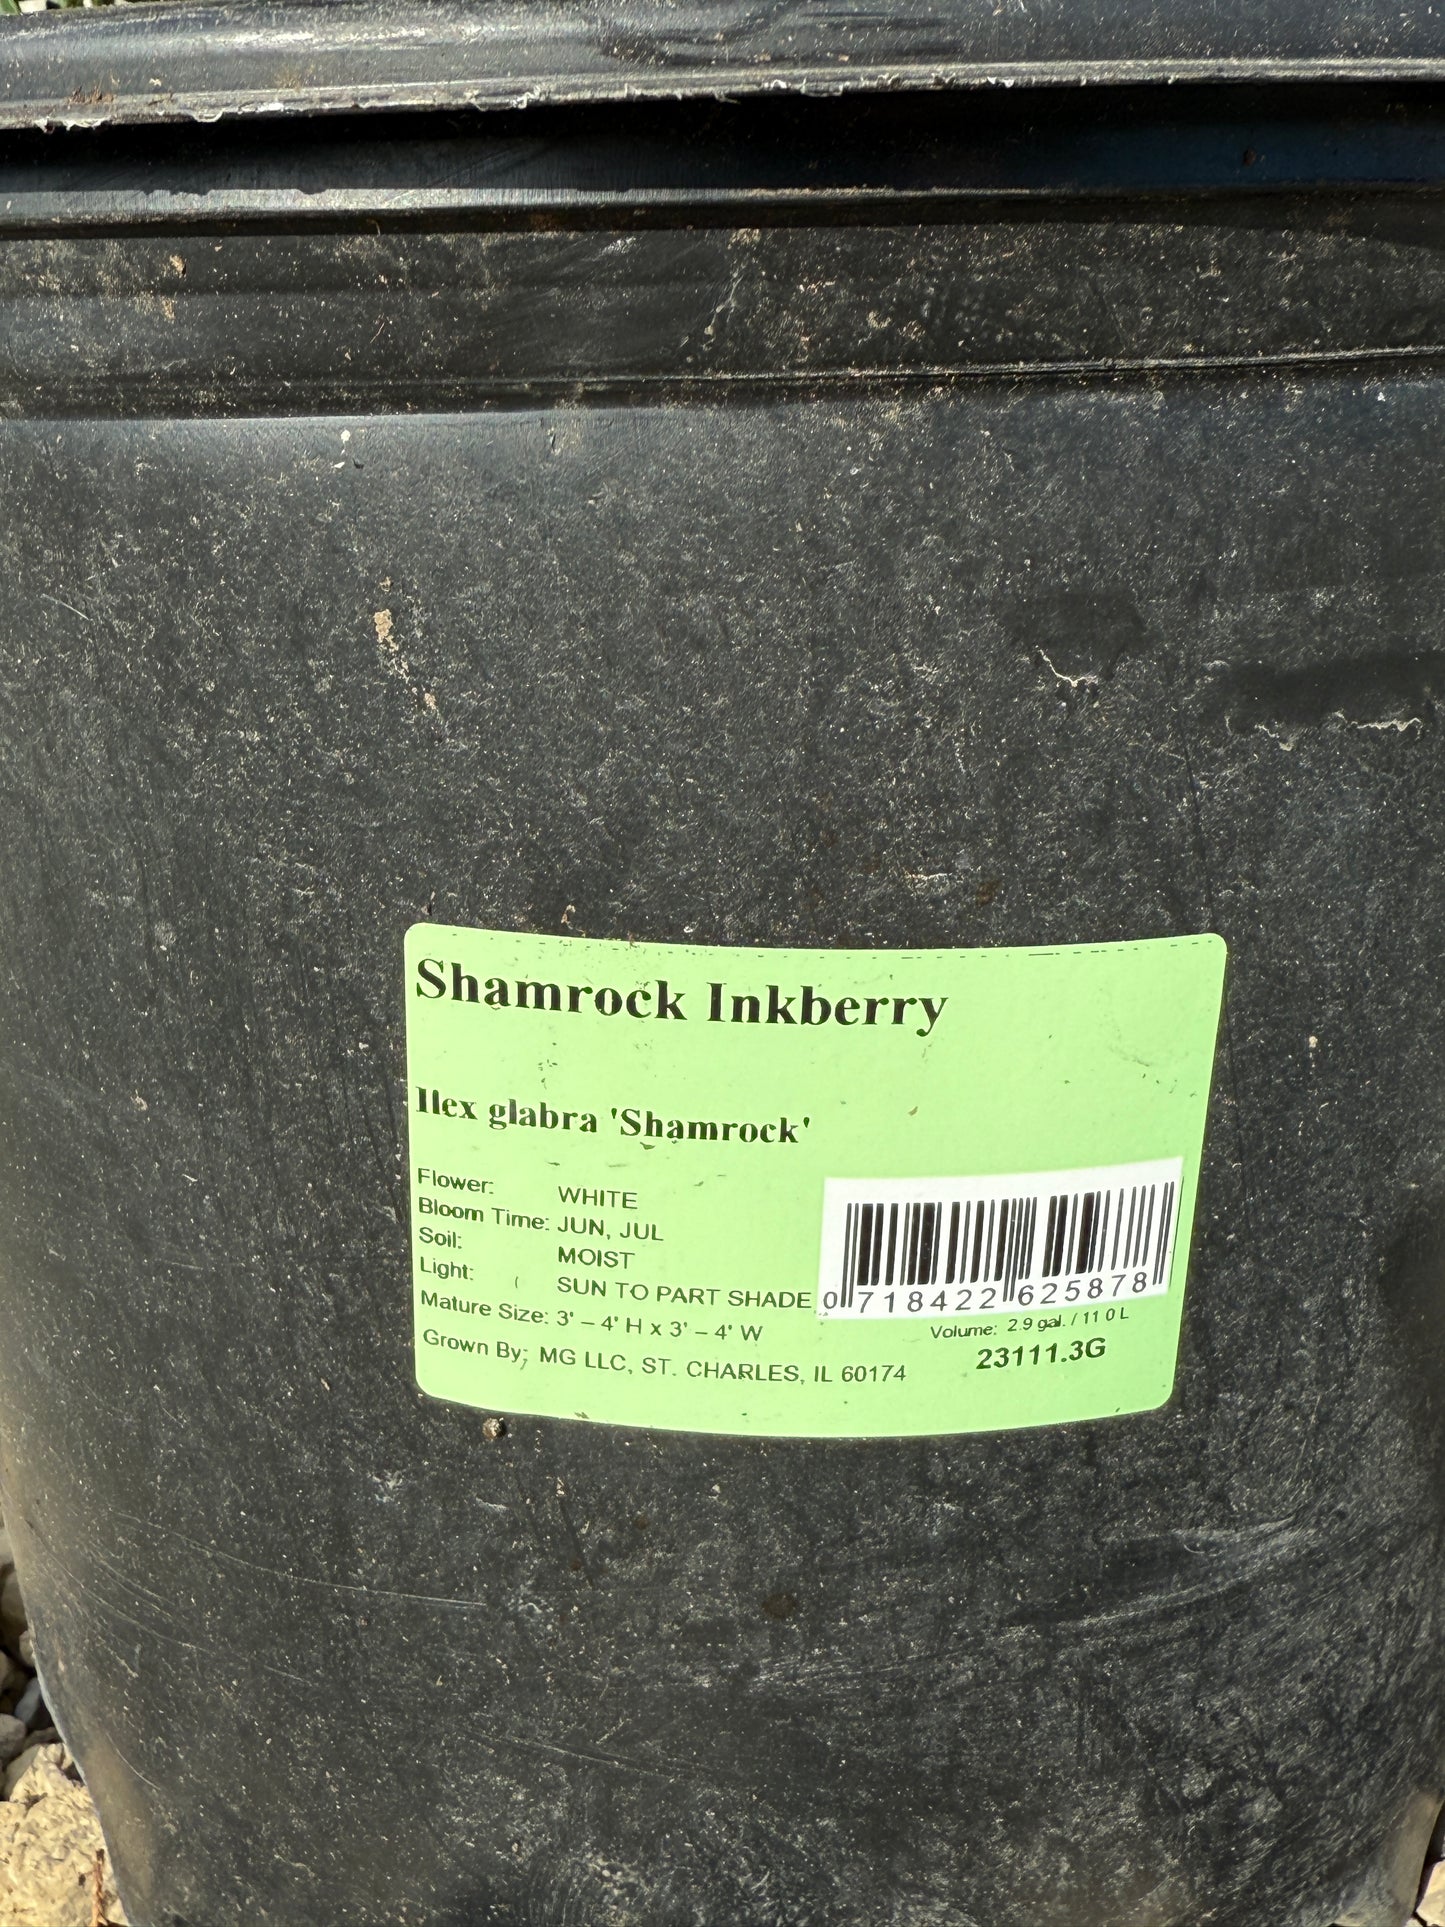 Shamrock Inkberry
Ilex glabra 'Shamrock'
Flower: WHITE
Bloom Time: JUN, JUL
Soil: MOIST
Light: SUN TO PART SHADE
Mature Size: 3' – 4' H x 3' – 4' W
Grown By: MG LLC, ST. CHARLES, IL 60174
0 718422 625878
Volume: 2.9 gal. / 11 0 L
23111.3G